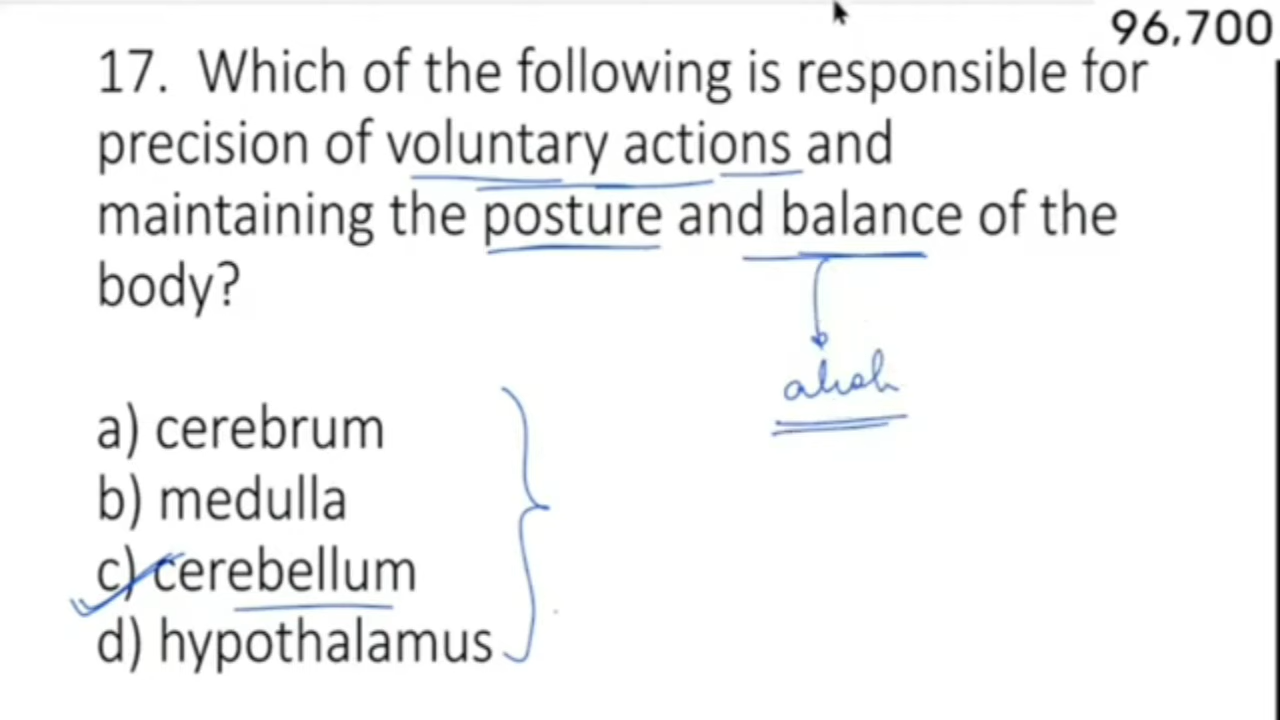 96,700
17. Which of the following is responsible for
precision of voluntary actions and
maintaining the posture and balance of the
body?
a) cerebrum
b) medulla
c) cerebellum
d) hypothalamus